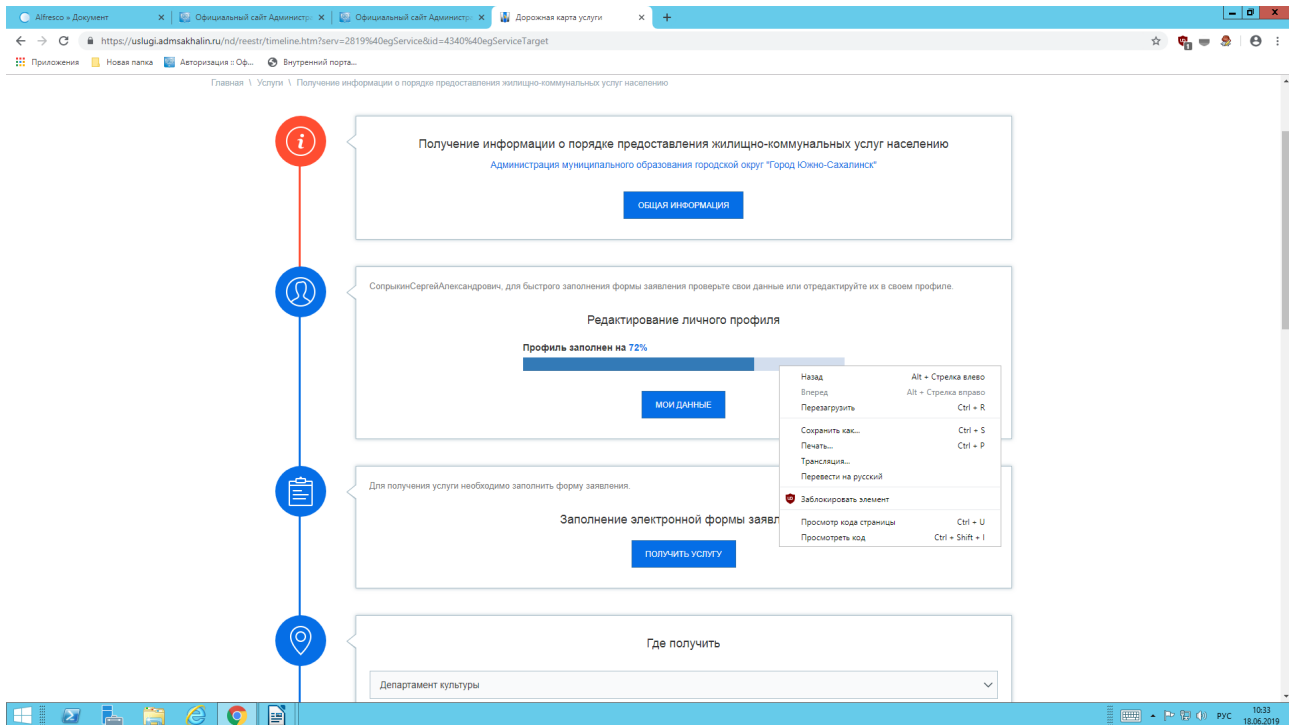 Alfresco » Документ
Официальный сайт Администра
Официальный сайт Администра
Дорожная карта услуги
https://uslugi.admsakhalin.ru/nd/reestr/timeline.htm?serv=2819%40egService&id=4340%40egServiceTarget
Приложения
Новая папка
Авторизация :: Оф...
Внутренний порта...
Главная \ Услуги \ Получение информации о порядке предоставления жилищно-коммунальных услуг населению
Получение информации о порядке предоставления жилищно-коммунальных услуг населению
Администрация муниципального образования городской округ "Город Южно-Сахалинск"
ОБЩАЯ ИНФОРМАЦИЯ
СопрыкинСергейАлександрович, для быстрого заполнения формы заявления проверьте свои данные или отредактируйте их в своем профиле.
Редактирование личного профиля
Профиль заполнен на 72%
МОИ ДАННЫЕ
Назад Alt + Стрелка влево
Вперед Alt + Стрелка вправо
Перезагрузить Ctrl + R
Сохранить как... Ctrl + S
Печать... Ctrl + P
Трансляция...
Перевести на русский
Заблокировать элемент
Просмотр кода страницы Ctrl + U
Просмотреть код Ctrl + Shift + I
Для получения услуги необходимо заполнить форму заявления.
Заполнение электронной формы заявл
ПОЛУЧИТЬ УСЛУГУ
Где получить
Департамент культуры
РУС
10:33
18.06.2019